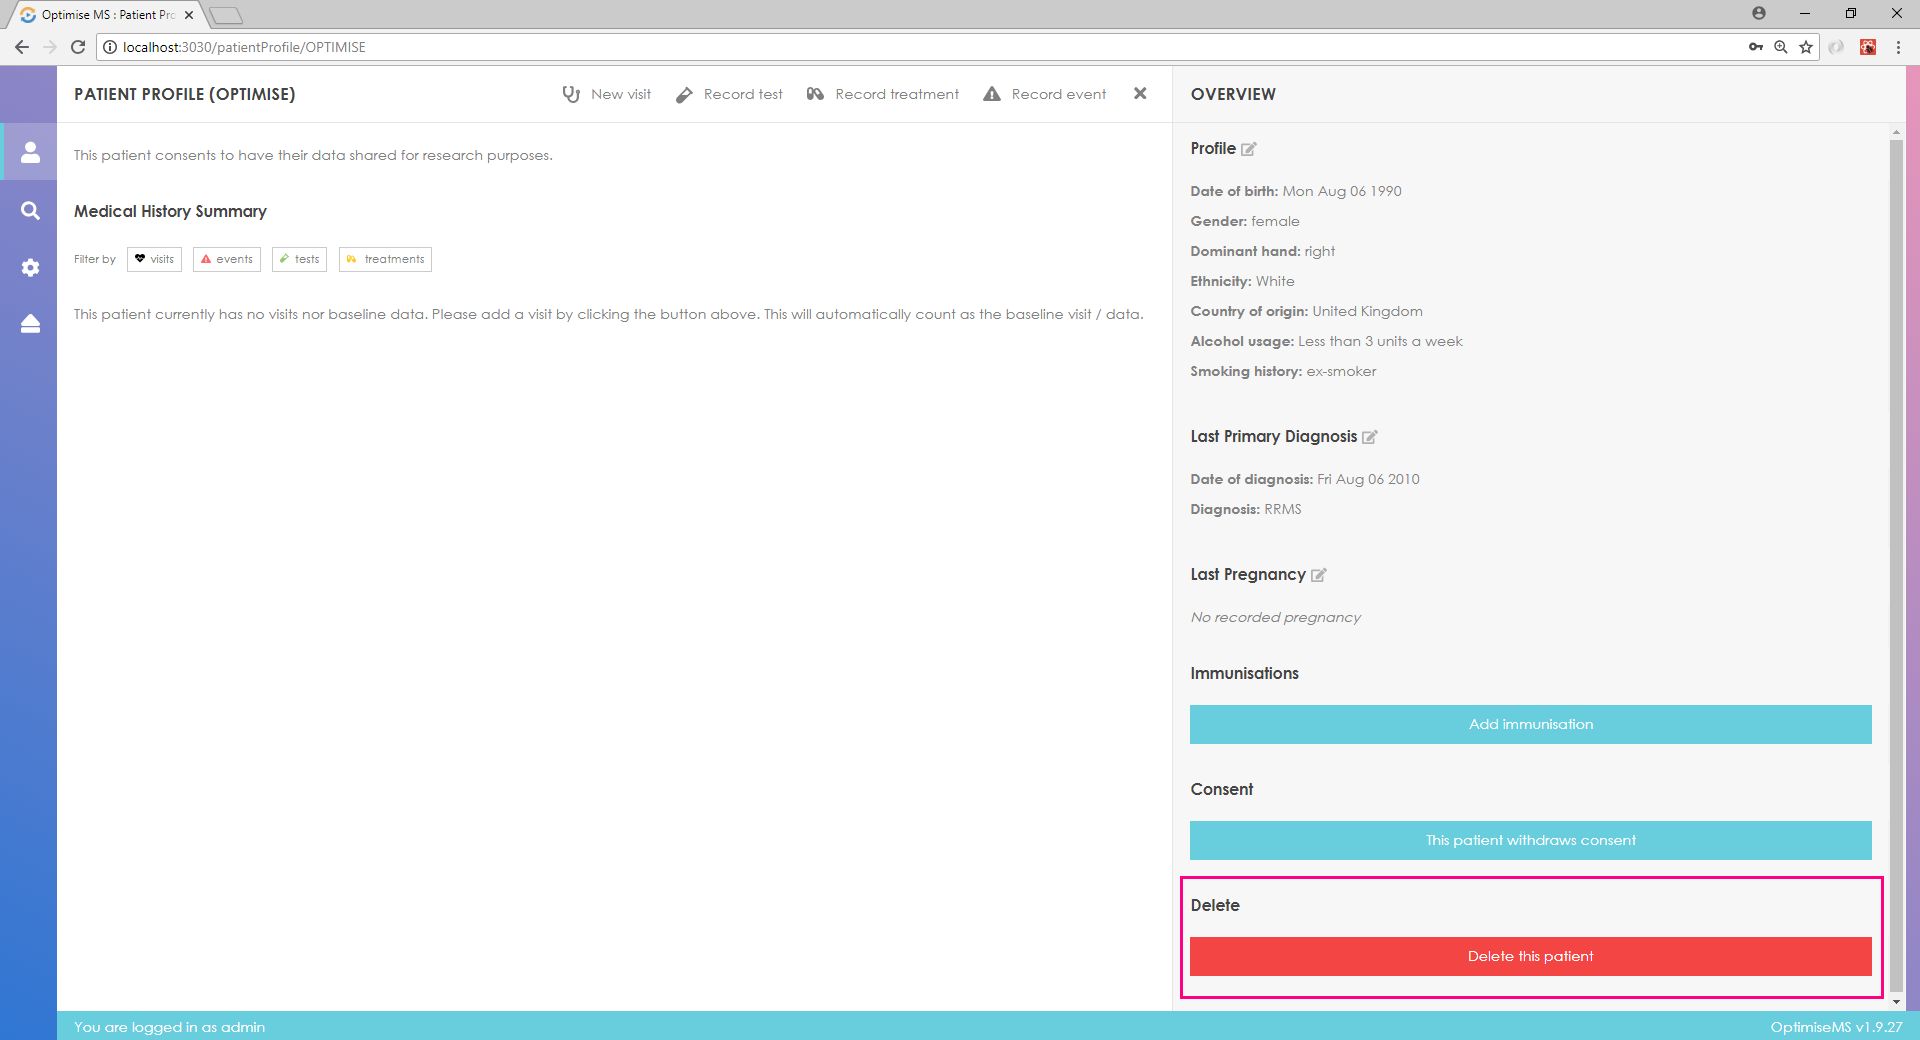 Optimise MS : Patient Pro
localhost:3030/patientProfile/OPTIMISE
PATIENT PROFILE (OPTIMISE)
New visit
Record test
Record treatment
Record event
This patient consents to have their data shared for research purposes.
Medical History Summary
Filter by
visits
events
tests
treatments
This patient currently has no visits nor baseline data. Please add a visit by clicking the button above. This will automatically count as the baseline visit / data.
OVERVIEW
Profile
Date of birth: Mon Aug 06 1990
Gender: female
Dominant hand: right
Ethnicity: White
Country of origin: United Kingdom
Alcohol usage: Less than 3 units a week
Smoking history: ex-smoker
Last Primary Diagnosis
Date of diagnosis: Fri Aug 06 2010
Diagnosis: RRMS
Last Pregnancy
No recorded pregnancy
Immunisations
Add immunisation
Consent
This patient withdraws consent
Delete
Delete this patient
You are logged in as admin
OptimiseMS v1.9.27